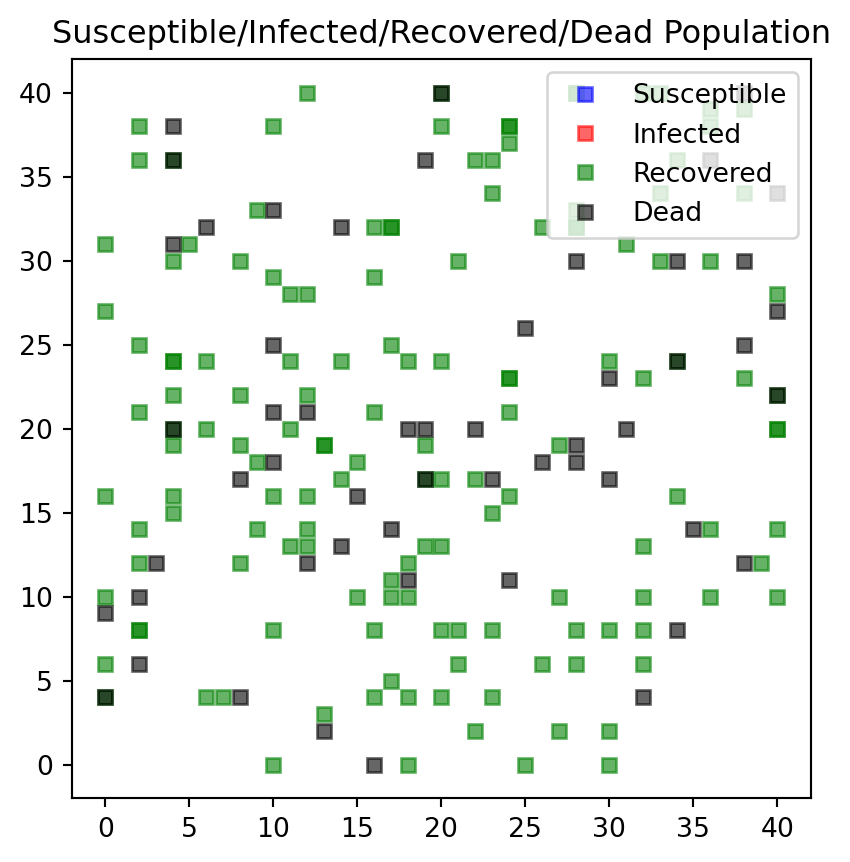 Susceptible/Infected/Recovered/Dead Population
40
35
30
25
20
15
10
5
0
Susceptible
Infected
Recovered
Dead
0 5 10 15 20 25 30 35 40